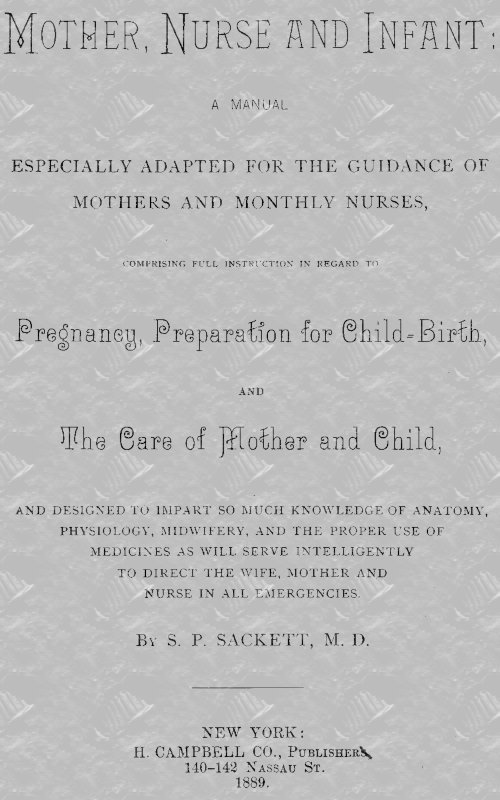 MOTHER, NURSE AND INFANT:
A MANUAL
ESPECIALLY ADAPTED FOR THE GUIDANCE OF
MOTHERS AND MONTHLY NURSES,
COMPRISING FULL INSTRUCTION IN REGARD TO
Pregnancy, Preparation for Child-Birth,
AND
The Care of Mother and Child,
AND DESIGNED TO IMPART SO MUCH KNOWLEDGE OF ANATOMY,
PHYSIOLOGY, MIDWIFERY, AND THE PROPER USE OF
MEDICINES AS WILL SERVE INTELLIGENTLY
TO DIRECT THE WIFE, MOTHER AND
NURSE IN ALL EMERGENCIES.
BY S. P. SACKETT, M. D.
NEW YORK:
H. CAMPBELL CO., PUBLISHERS,
140-142 NASSAU ST.
1889.